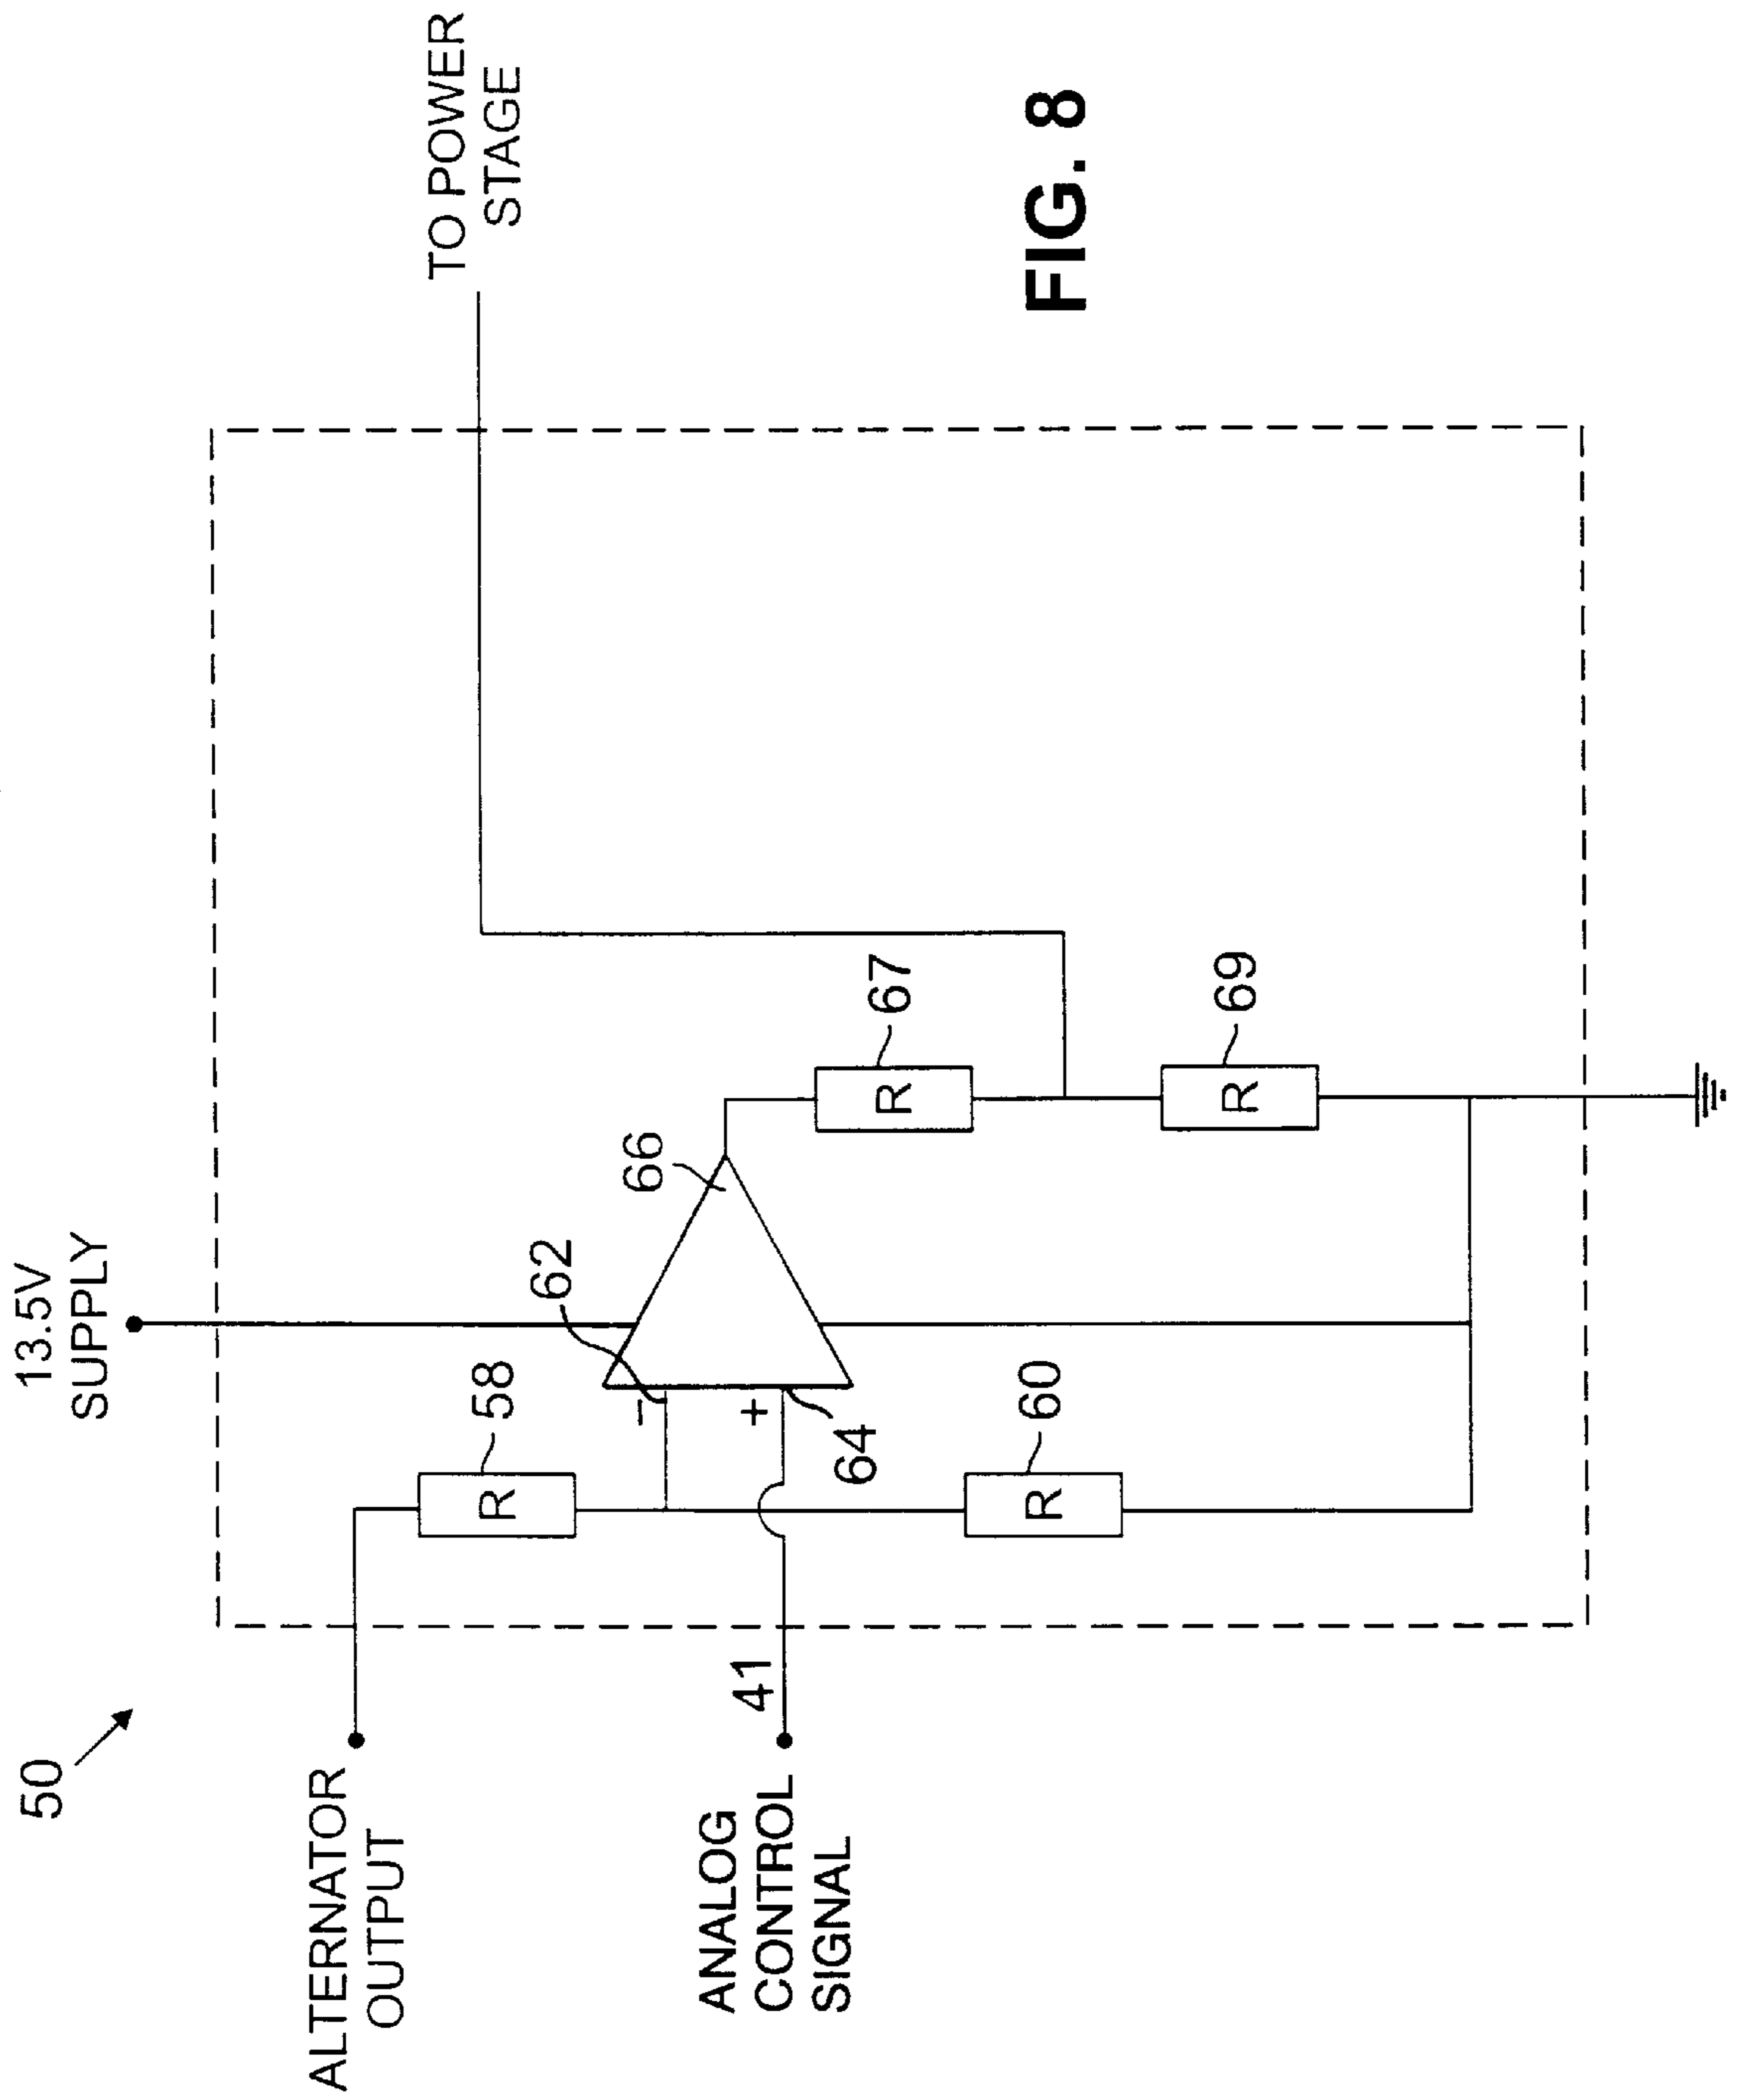 50
13.5V
SUPPLY
ALTERNATOR
OUTPUT
R
58
62
-
66
TO POWER
STAGE
ANALOG
CONTROL
SIGNAL
41
+
64
R
67
R
60
R
69
FIG. 8